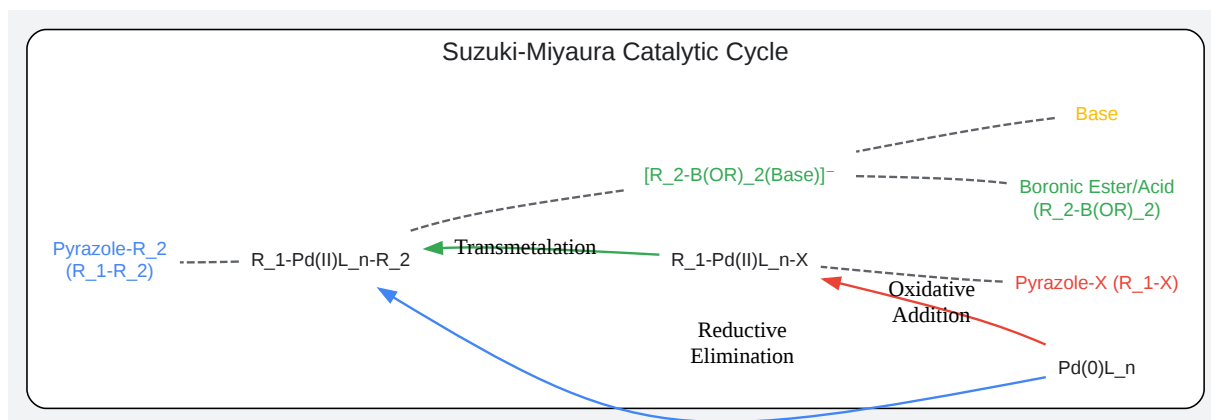 Suzuki-Miyaura Catalytic Cycle
Base
[R_2-B(OR)_2(Base)]⁻
Boronic Ester/Acid
(R_2-B(OR)_2)
Pyrazole-R_2
(R_1-R_2)
R_1-Pd(II)L_n-R_2
Transmetalation
R_1-Pd(II)L_n-X
Pyrazole-X (R_1-X)
Oxidative
Addition
Reductive
Elimination
Pd(0)L_n